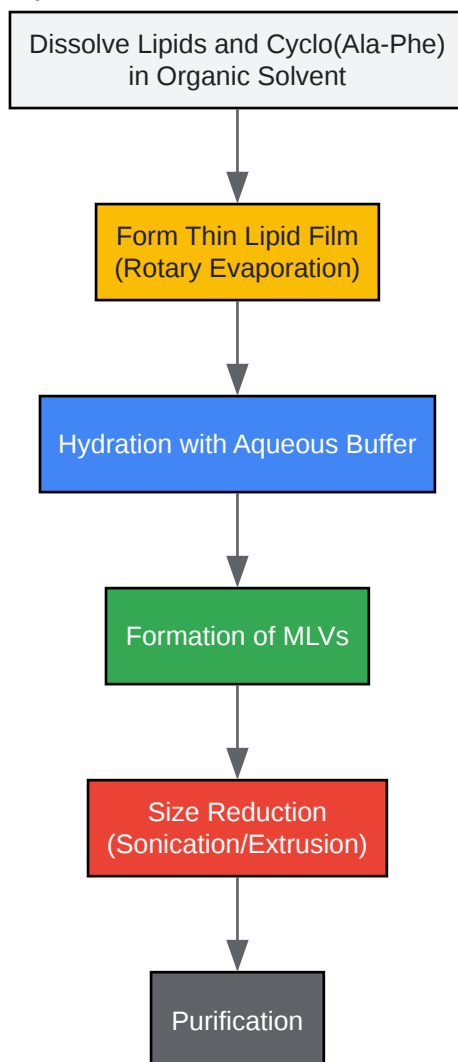 Dissolve Lipids and Cyclo(Ala-Phe)
in Organic Solvent
Form Thin Lipid Film
(Rotary Evaporation)
Hydration with Aqueous Buffer
Formation of MLVs
Size Reduction
(Sonication/Extrusion)
Purification